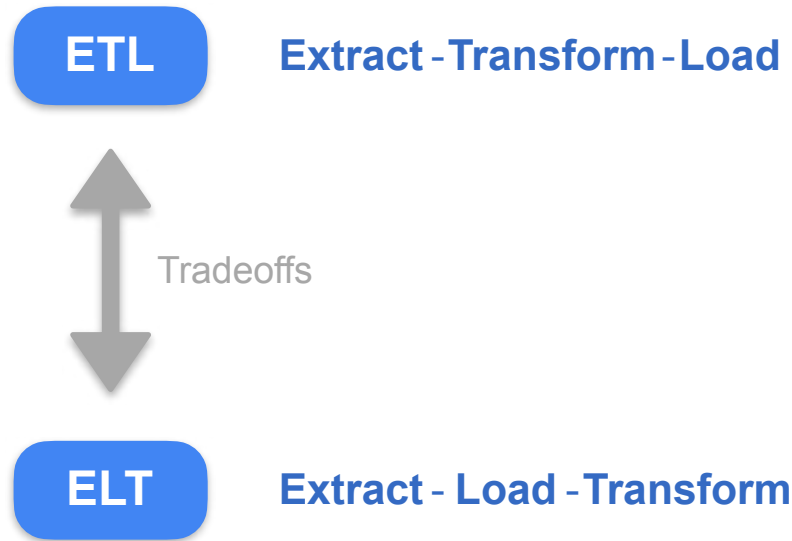 ETL
Extract - Transform - Load
Tradeoffs
ELT
Extract - Load - Transform